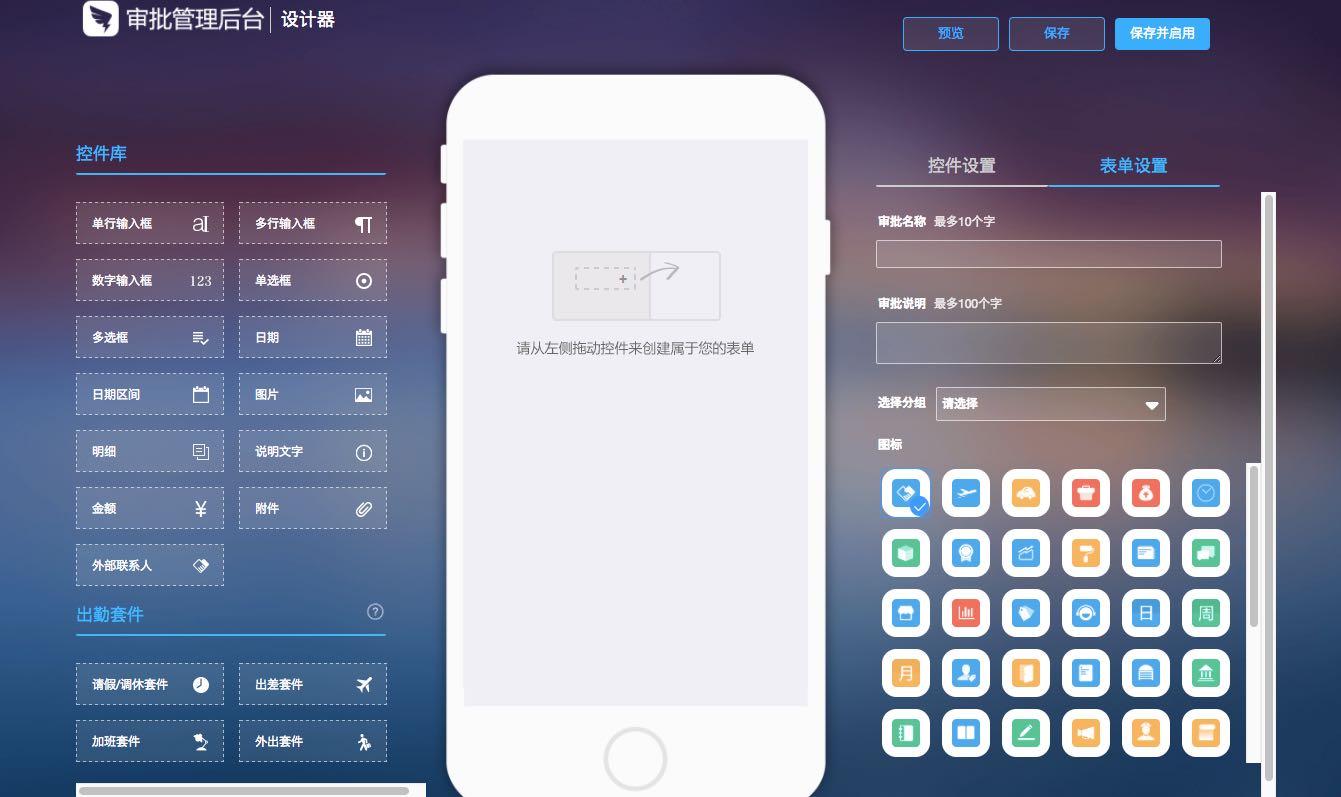 审批管理后台 | 设计器
预览
保存
保存并启用
控件库
单行输入框
多行输入框
数字输入框 123
单选框
多选框
日期
日期区间
图片
明细
说明文字
金额 ¥
附件
外部联系人
出勤套件 ?
请假/调休套件
出差套件
加班套件
外出套件
+
请从左侧拖动控件来创建属于您的表单
控件设置
表单设置
审批名称 最多10个字
审批说明 最多100个字
选择分组 请选择
图标
日
周
月